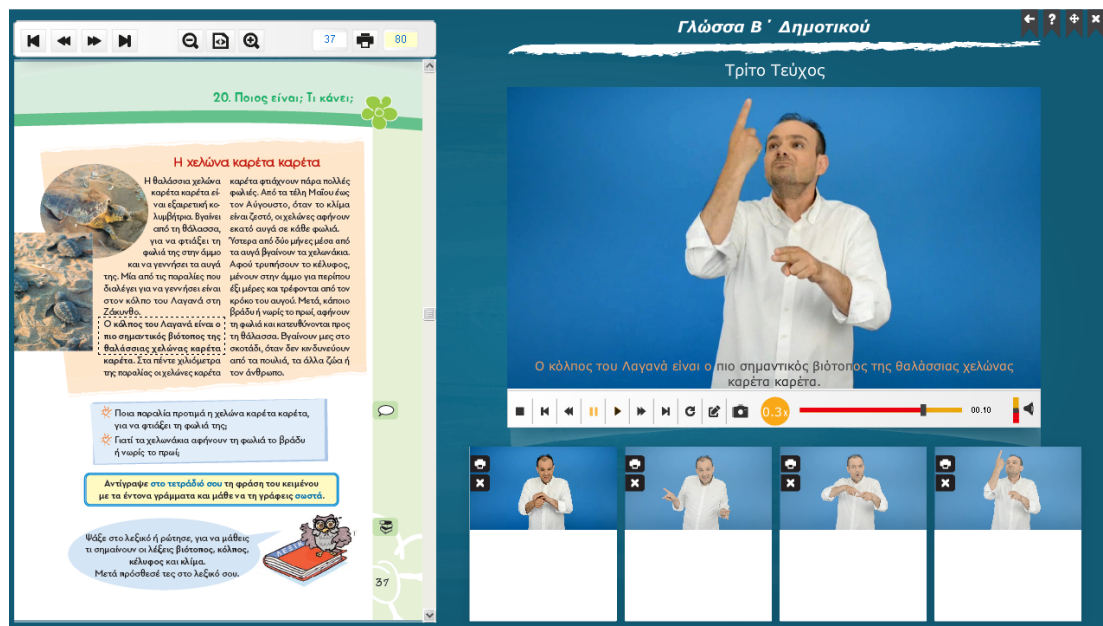 37
80
Γλώσσα Β΄ Δημοτικού
Τρίτο Τεύχος
20. Ποιος είναι; Τι κάνει;
Η χελώνα καρέτα καρέτα
Η θαλάσσια χελώνα
καρέτα καρέτα εί-
ναι εξαιρετική κο-
λυμβήτρια. Βγαίνει
από τη θάλασσα,
για να φτιάξει τη
φωλιά της στην άμμο
και να γεννήσει τα αυγά
της. Μία από τις παραλίες που
διαλέγει για να γεννήσει είναι
στον κόλπο του Λαγανά στη
Ζάκυνθο.
Ο κόλπος του Λαγανά είναι ο
πιο σημαντικός βιότοπος της
θαλάσσιας χελώνας καρέτα
καρέτα. Στα πέντε χιλιόμετρα
της παραλίας οι χελώνες καρέτα
καρέτα φτιάχνουν πάρα πολλές
φωλιές. Από τα τέλη Μαΐου έως
τον Αύγουστο, όταν το κλίμα
είναι ζεστό, οι χελώνες αφήνουν
εκατό αυγά σε κάθε φωλιά.
Ύστερα από δύο μήνες μέσα από
τα αυγά βγαίνουν τα χελωνάκια.
Αφού τρυπήσουν το κέλυφος,
μένουν στην άμμο για περίπου
έξι μέρες και τρέφονται από τον
κρόκο του αυγού. Μετά, κάποιο
βράδυ ή νωρίς το πρωί, αφήνουν
τη φωλιά και κατευθύνονται προς
τη θάλασσα. Βγαίνουν μες στο
σκοτάδι, όταν δεν κινδυνεύουν
από τα πουλιά, τα άλλα ζώα ή
τον άνθρωπο.
Ποια παραλία προτιμά η χελώνα καρέτα καρέτα,
για να φτιάξει τη φωλιά της;
Γιατί τα χελωνάκια αφήνουν τη φωλιά το βράδυ
ή νωρίς το πρωί;
Αντίγραψε στο τετράδιό σου τη φράση του κειμένου
με τα έντονα γράμματα και μάθε να τη γράφεις σωστά.
Ψάξε στο λεξικό ή ρώτησε, για να μάθεις
τι σημαίνουν οι λέξεις βιότοπος, κόλπος,
κέλυφος και κλίμα.
Μετά πρόσθεσέ τες στο λεξικό σου.
37
Ο κόλπος του Λαγανά είναι ο πιο σημαντικός βιότοπος της θαλάσσιας χελώνας
καρέτα καρέτα.
0.3x
00.10